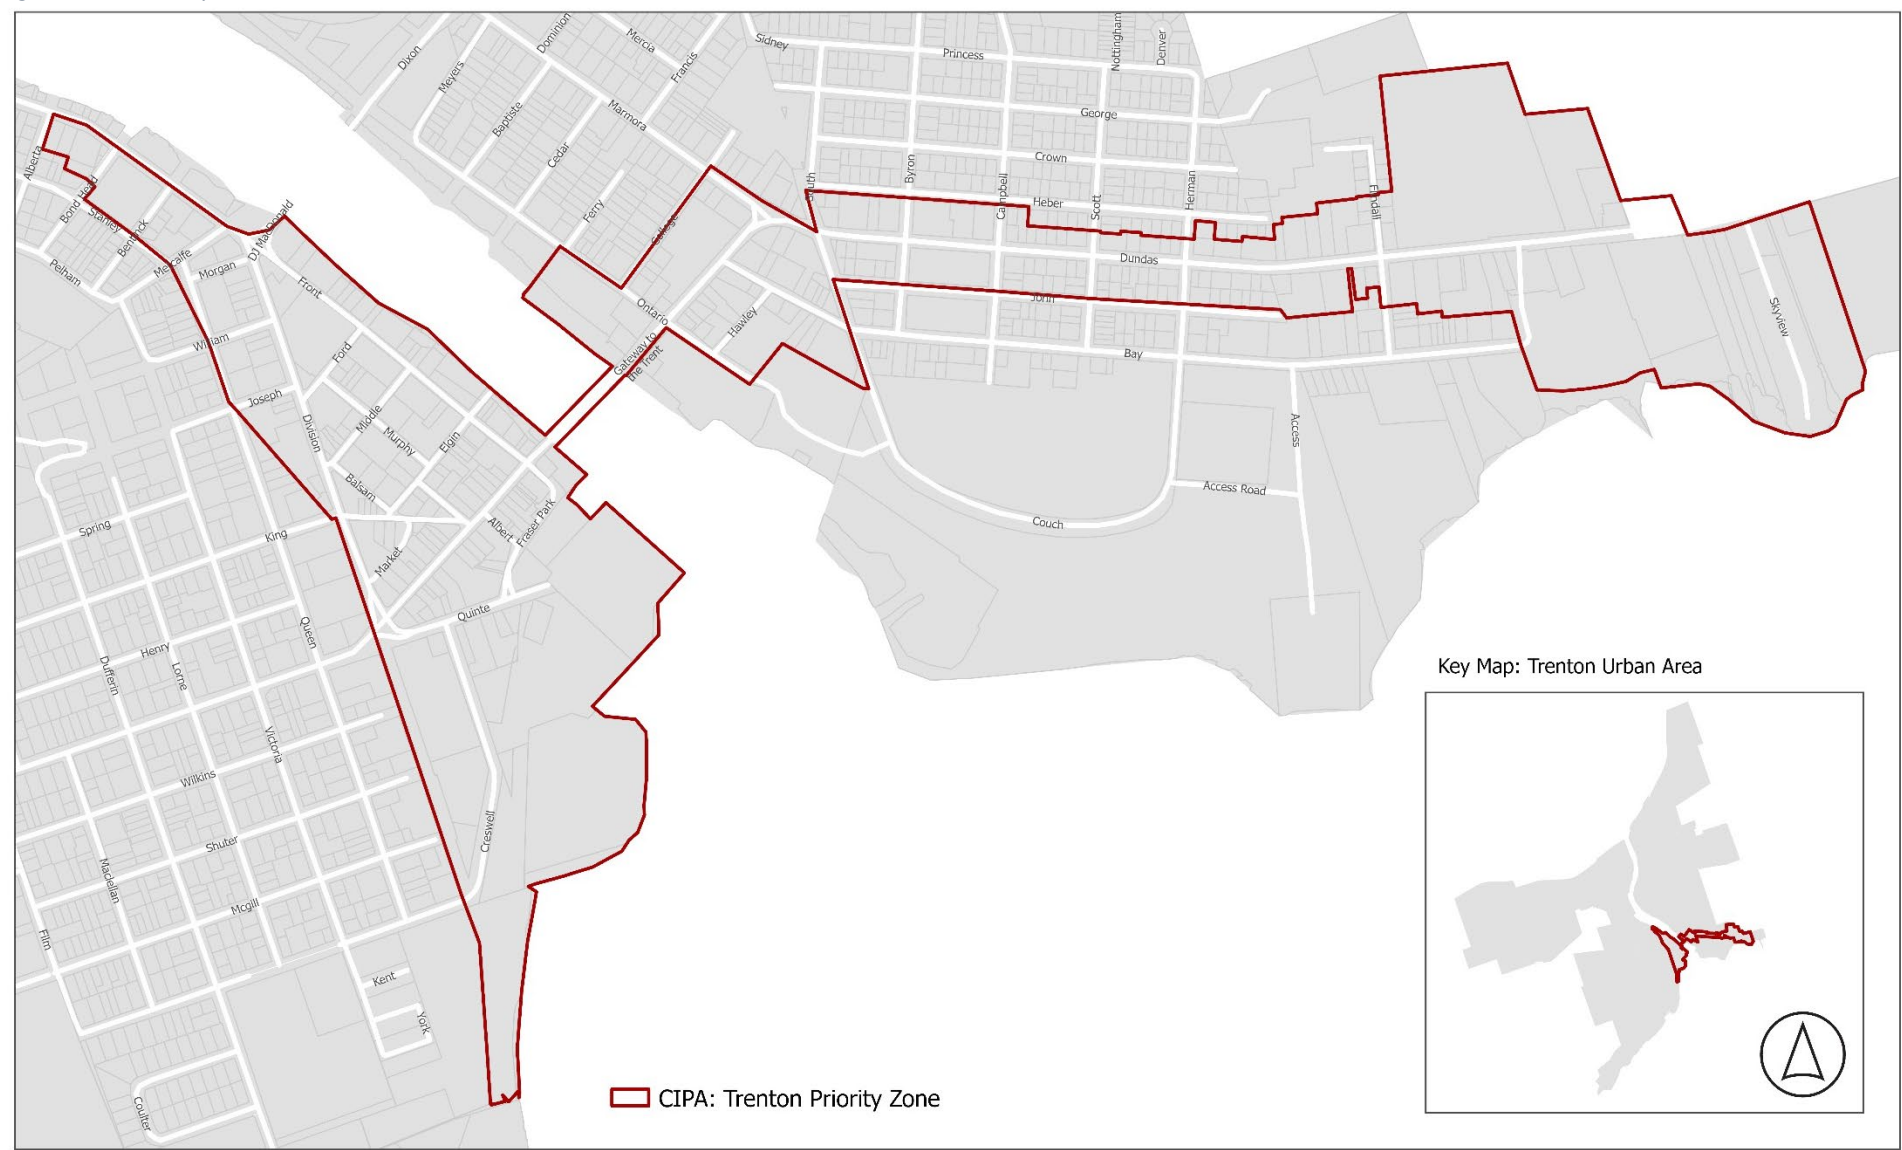 Dixon
Meyers
Dominion
Mercia
Francis
Sidney
Princess
Nottingham
Denver
Baptiste
Marmora
George
Cedar
Crown
Alberta
Byron
South
Campbell
Scott
Herman
Heber
Flindall
Bond Head
Stanley
Bentinck
Metcalfe
Pelham
Morgan
DJ MacDonald
Front
Ferry
College
Dundas
Ontario
John
Hawley
Gateway to
the Trent
Skyview
William
Ford
Bay
Joseph
Division
Middle
Murphy
Elgin
Access
Balsam
Access Road
Couch
Spring
King
Albert
Fraser Park
Market
Quinte
Henry
Queen
Dufferin
Lorne
Victoria
Wilkins
Creswell
Shuter
Maclellan
Mcgill
Film
Kent
York
Coulter
Key Map: Trenton Urban Area
CIPA: Trenton Priority Zone